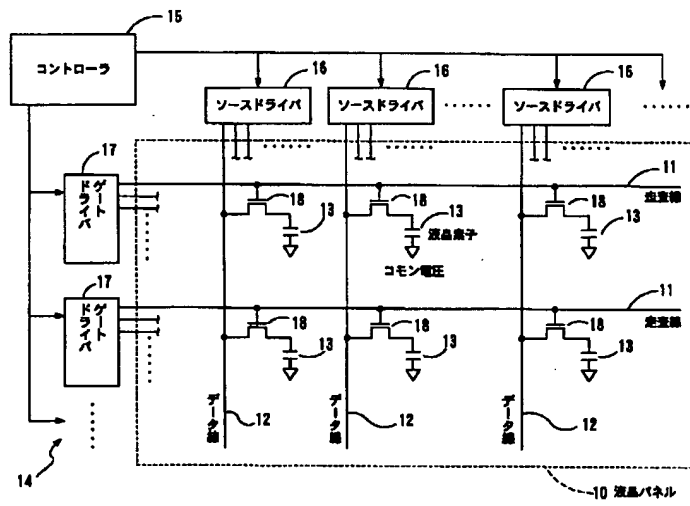 15
コントローラ
16
16
16
ソースドライバ
ソースドライバ
ソースドライバ
17
ゲートドライバ
11
走査線
18
18
18
13
13
13
液晶素子
コモン電圧
17
ゲートドライバ
11
走査線
18
18
18
13
13
13
データ線
12
データ線
12
データ線
12
14
10 液晶パネル